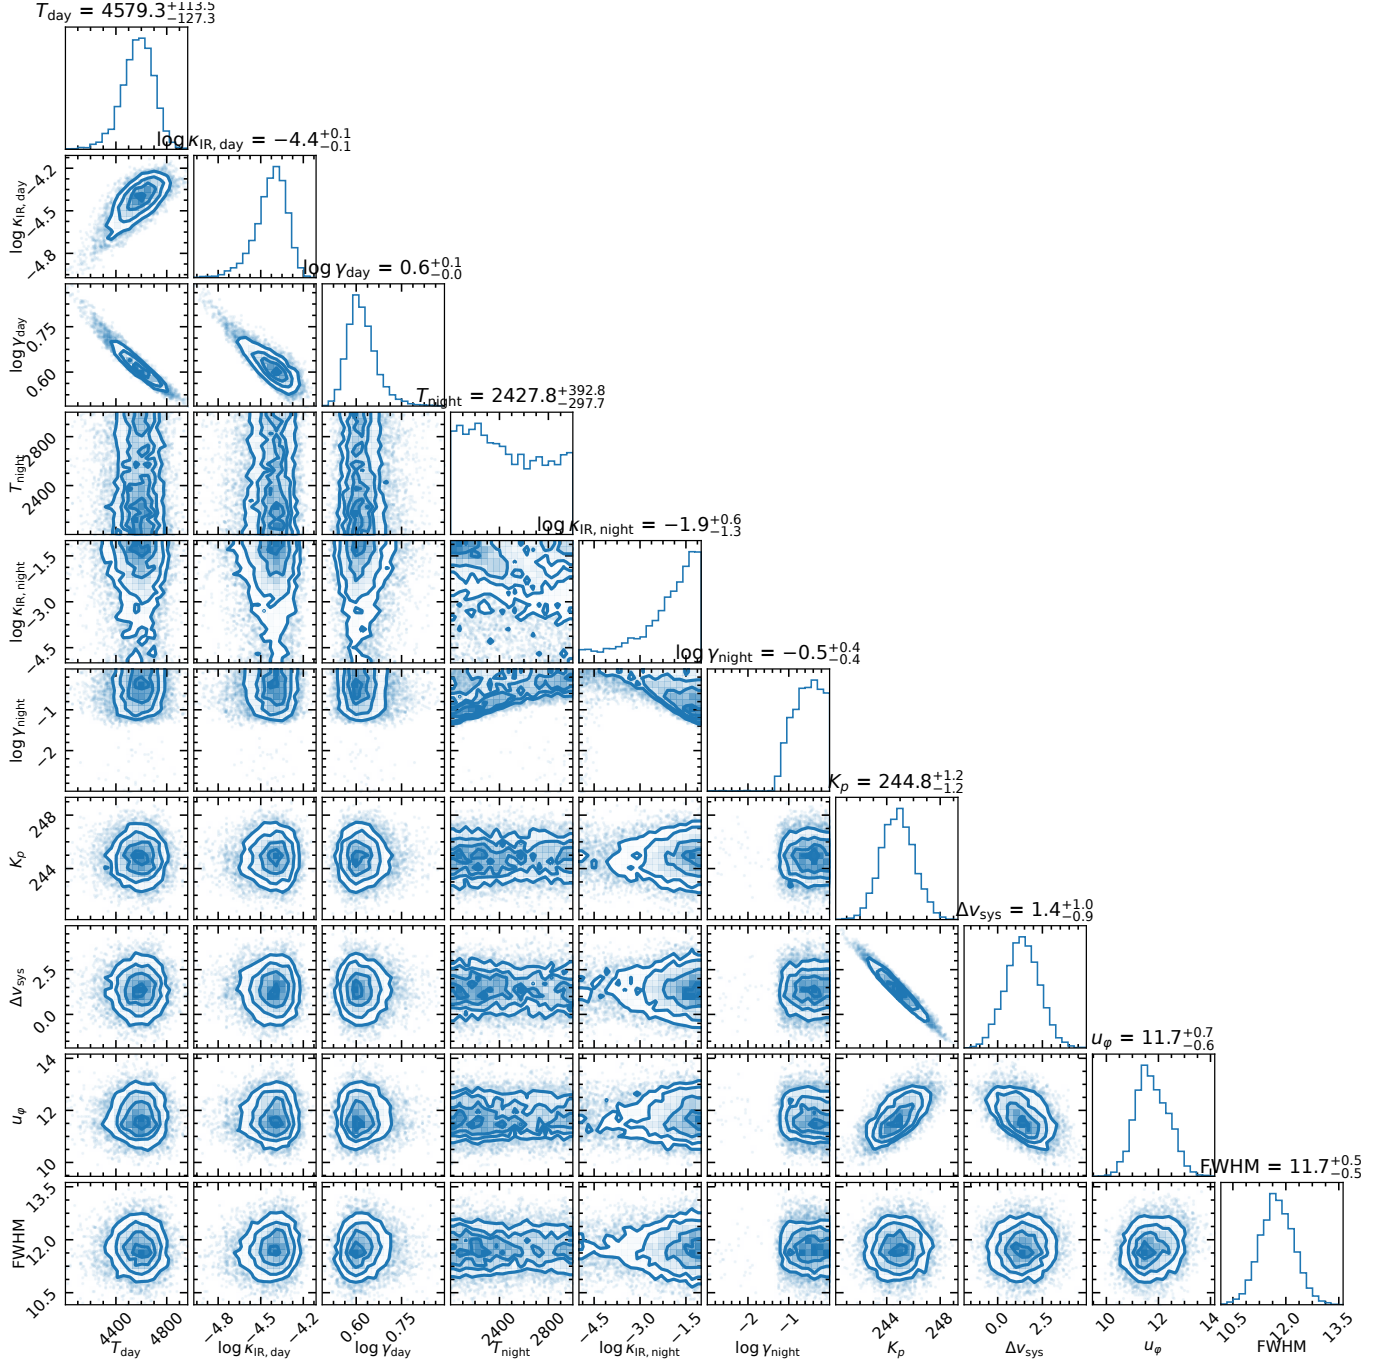 T_day = 4579.3 +113.5 −127.3
log κ_IR, day = −4.4 +0.1 −0.1
−4.2
−4.5
−4.8
log κ_IR, day
log γ_day = 0.6 +0.1 −0.0
0.75
0.60
log γ_day
T_night = 2427.8 +392.8 −297.7
2800
2400
T_night
log κ_IR, night = −1.9 +0.6 −1.3
−1.5
−3.0
−4.5
log κ_IR, night
log γ_night = −0.5 +0.4 −0.4
−1
−2
log γ_night
K_p = 244.8 +1.2 −1.2
248
244
K_p
Δv_sys = 1.4 +1.0 −0.9
2.5
0.0
Δv_sys
u_φ = 11.7 +0.7 −0.6
14
12
10
u_φ
FWHM = 11.7 +0.5 −0.5
13.5
12.0
10.5
FWHM
4400 4800 −4.8 −4.5 −4.2 0.60 0.75 2400 2800 −4.5 −3.0 −1.5 −2 −1 244 248 0.0 2.5 10 12 14 10.5 12.0 13.5
T_day log κ_IR, day log γ_day T_night log κ_IR, night log γ_night K_p Δv_sys u_φ FWHM